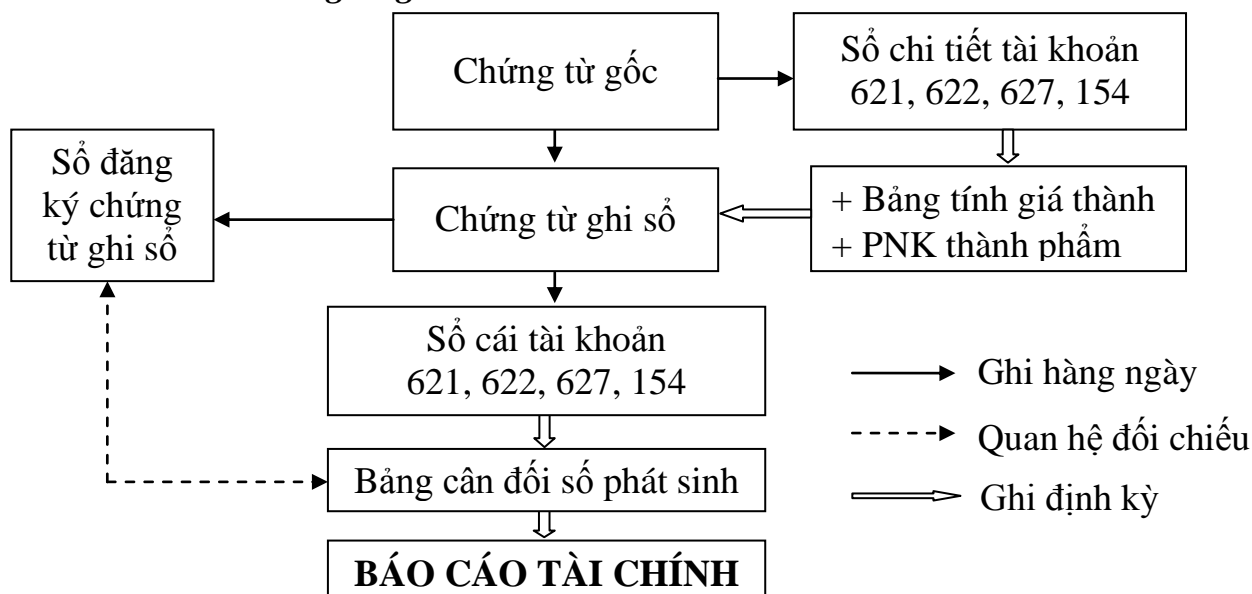 Chứng từ gốc
Sổ chi tiết tài khoản
621, 622, 627, 154
Sổ đăng
ký chứng
từ ghi sổ
Chứng từ ghi sổ
+ Bảng tính giá thành
+ PNK thành phẩm
Sổ cái tài khoản
621, 622, 627, 154
Bảng cân đối số phát sinh
BÁO CÁO TÀI CHÍNH
Ghi hàng ngày
Quan hệ đối chiếu
Ghi định kỳ